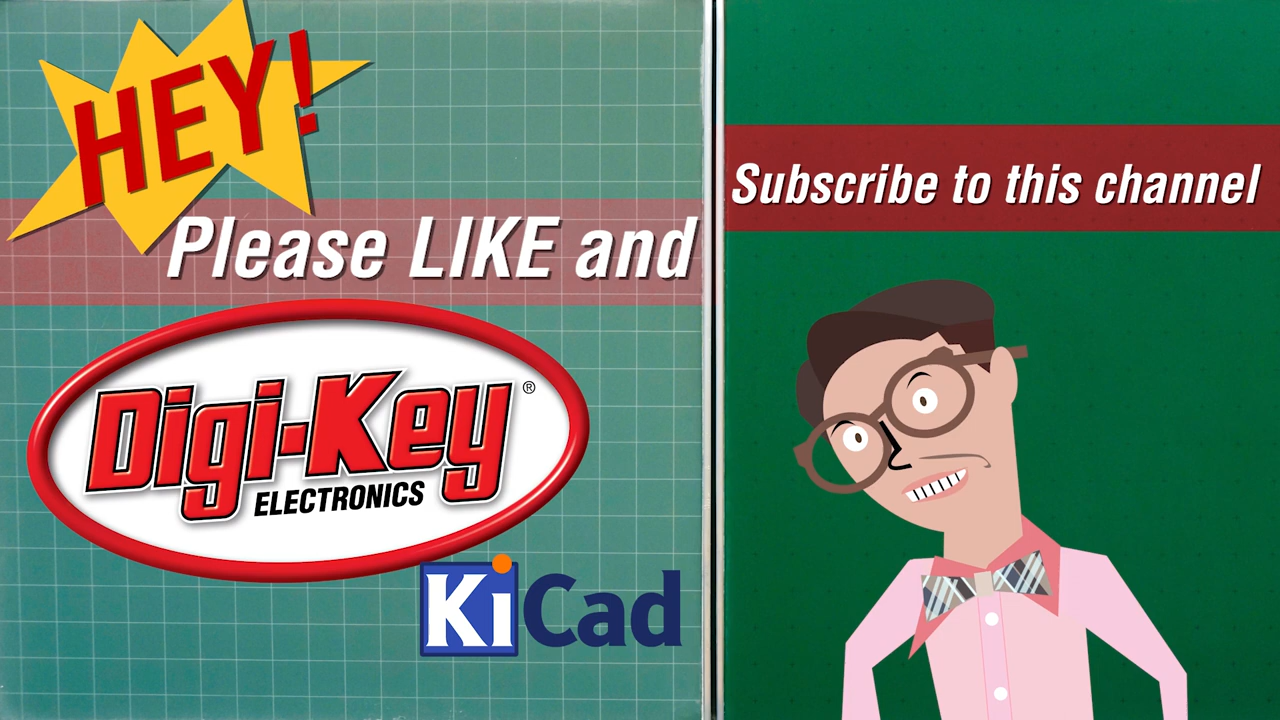 HEY!
Please LIKE and
Subscribe to this channel
Digi-Key®
ELECTRONICS
KiCad